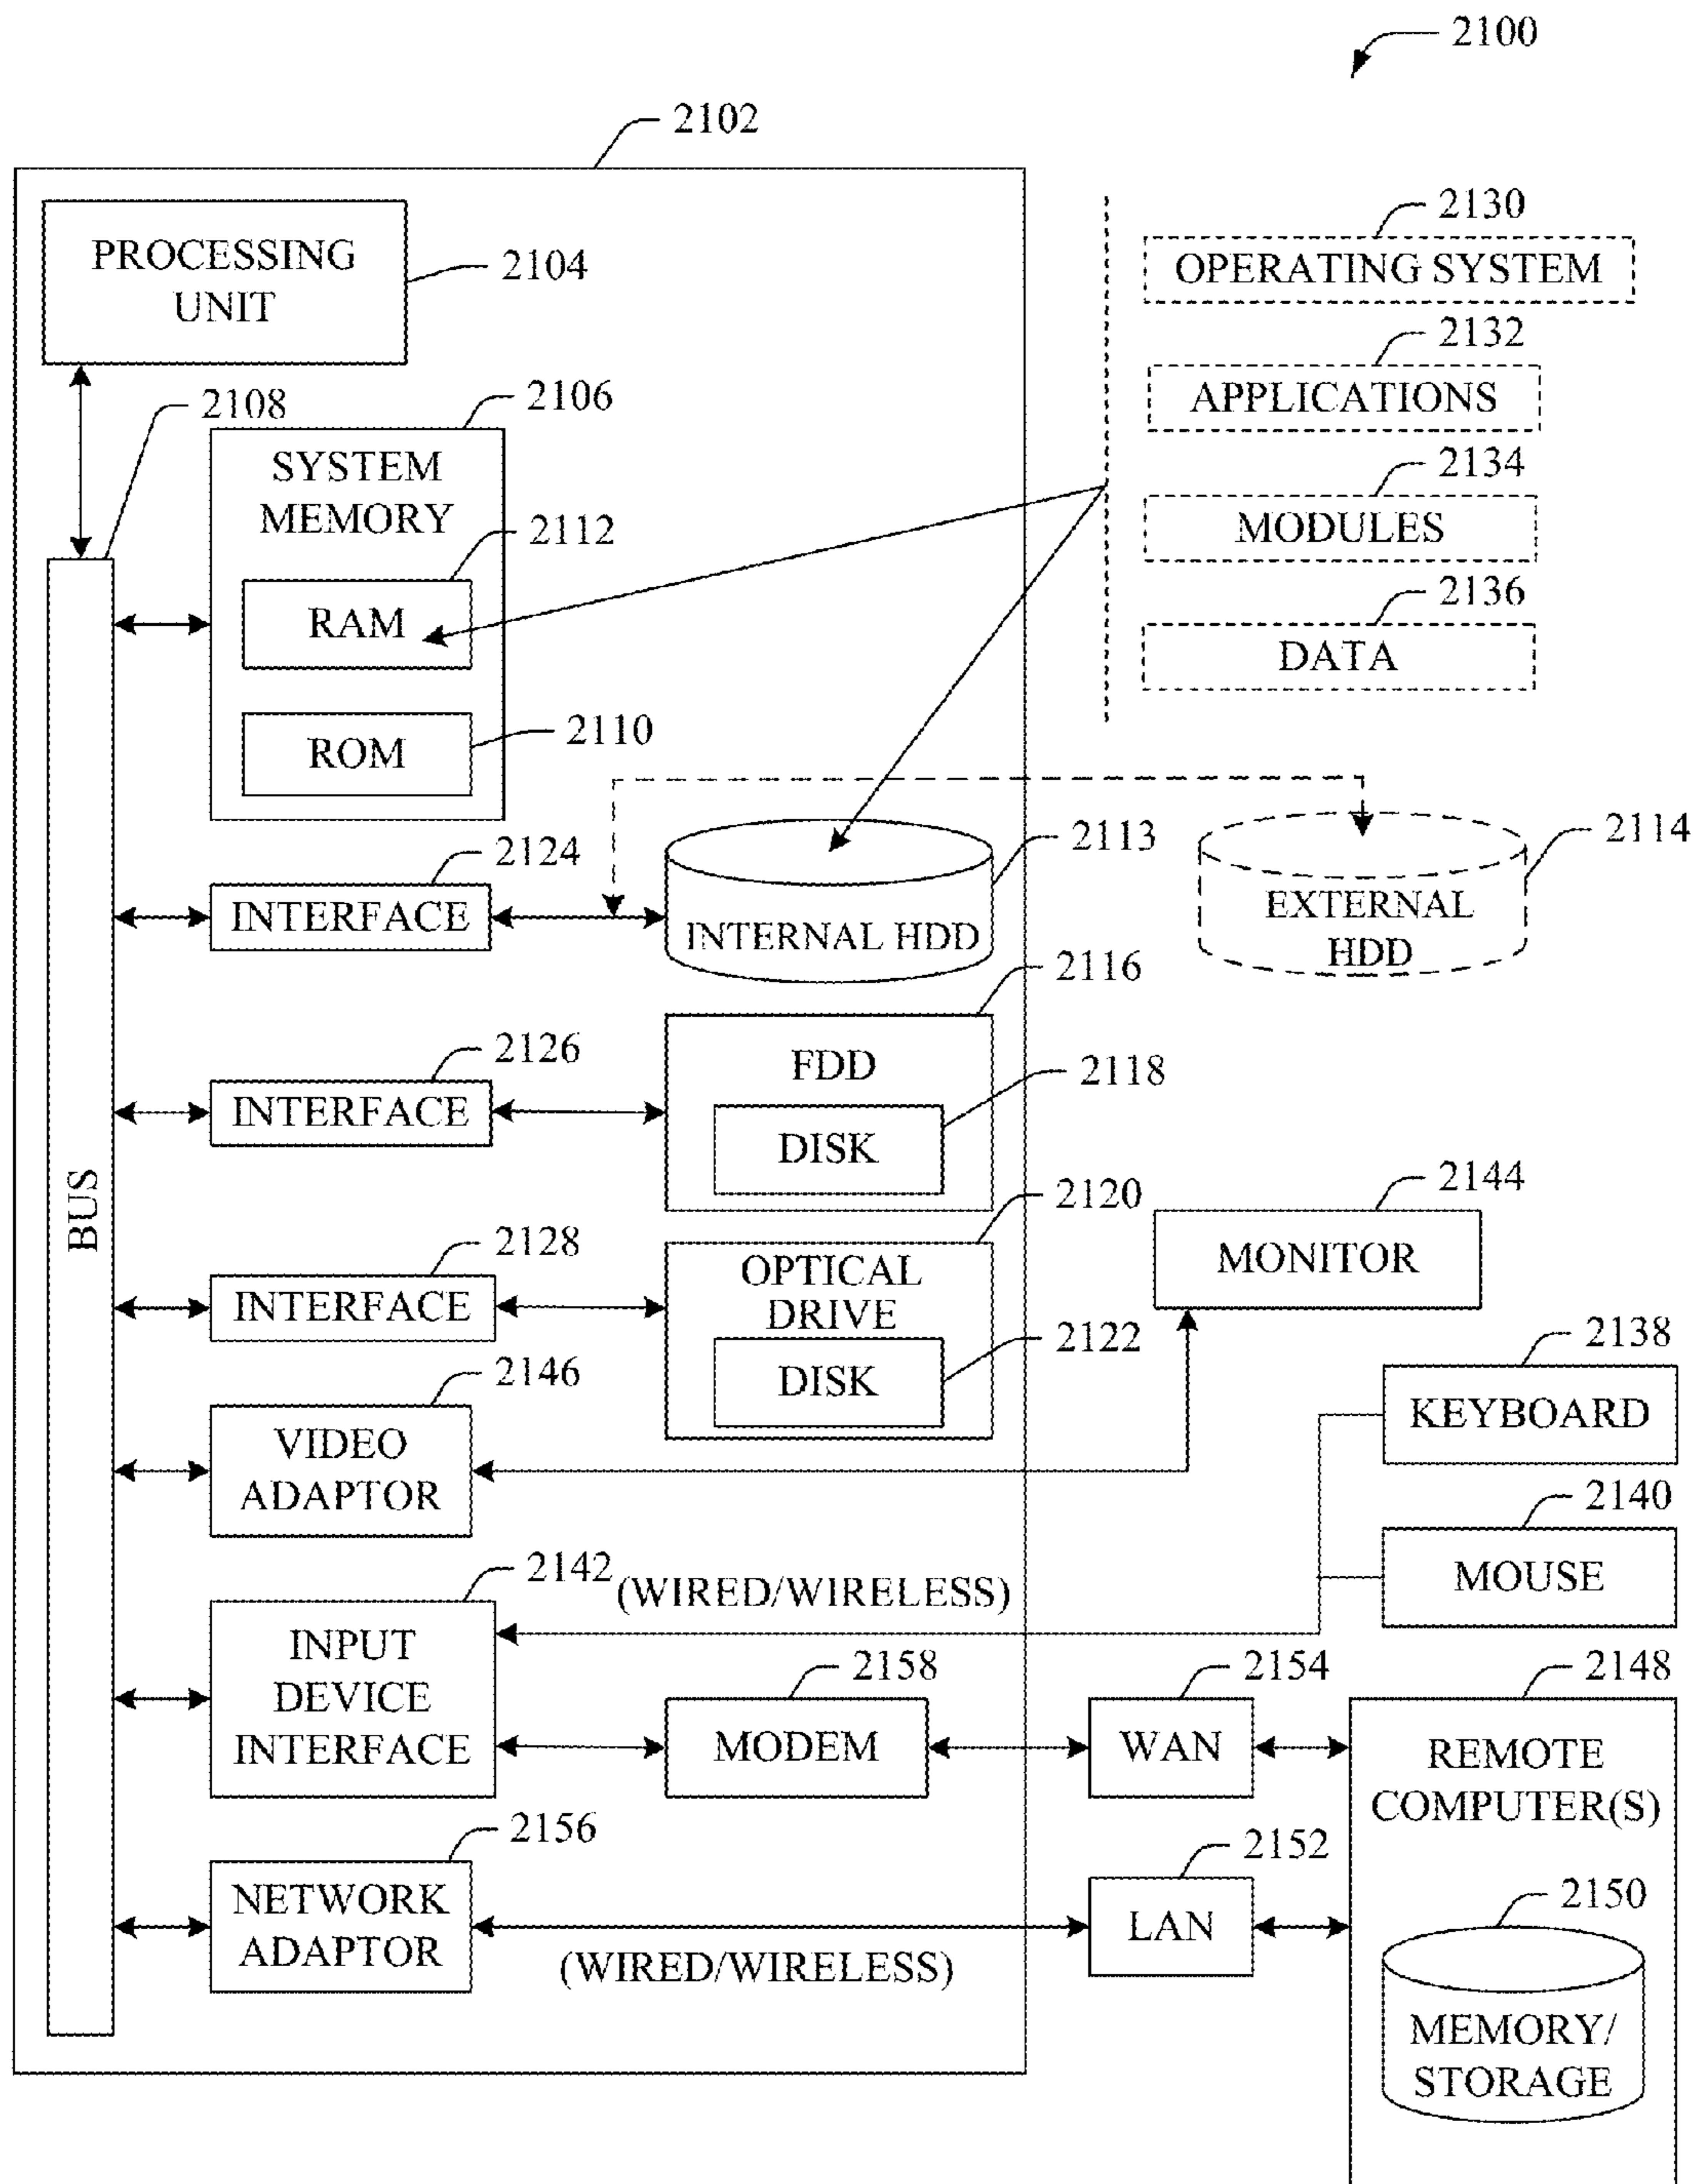 2100
2102
PROCESSING
UNIT
2104
2130
OPERATING SYSTEM
2132
APPLICATIONS
2134
MODULES
2136
DATA
2108
2106
SYSTEM
MEMORY
2112
RAM
2110
ROM
BUS
2124
INTERFACE
2113
INTERNAL HDD
2114
EXTERNAL
HDD
2116
FDD
2126
INTERFACE
2118
DISK
2120
OPTICAL
DRIVE
2128
INTERFACE
2122
DISK
2144
MONITOR
2146
VIDEO
ADAPTOR
2138
KEYBOARD
2140
MOUSE
2142
(WIRED/WIRELESS)
INPUT
DEVICE
INTERFACE
2158
MODEM
2154
WAN
2148
REMOTE
COMPUTER(S)
2156
NETWORK
ADAPTOR
(WIRED/WIRELESS)
2152
LAN
2150
MEMORY/
STORAGE